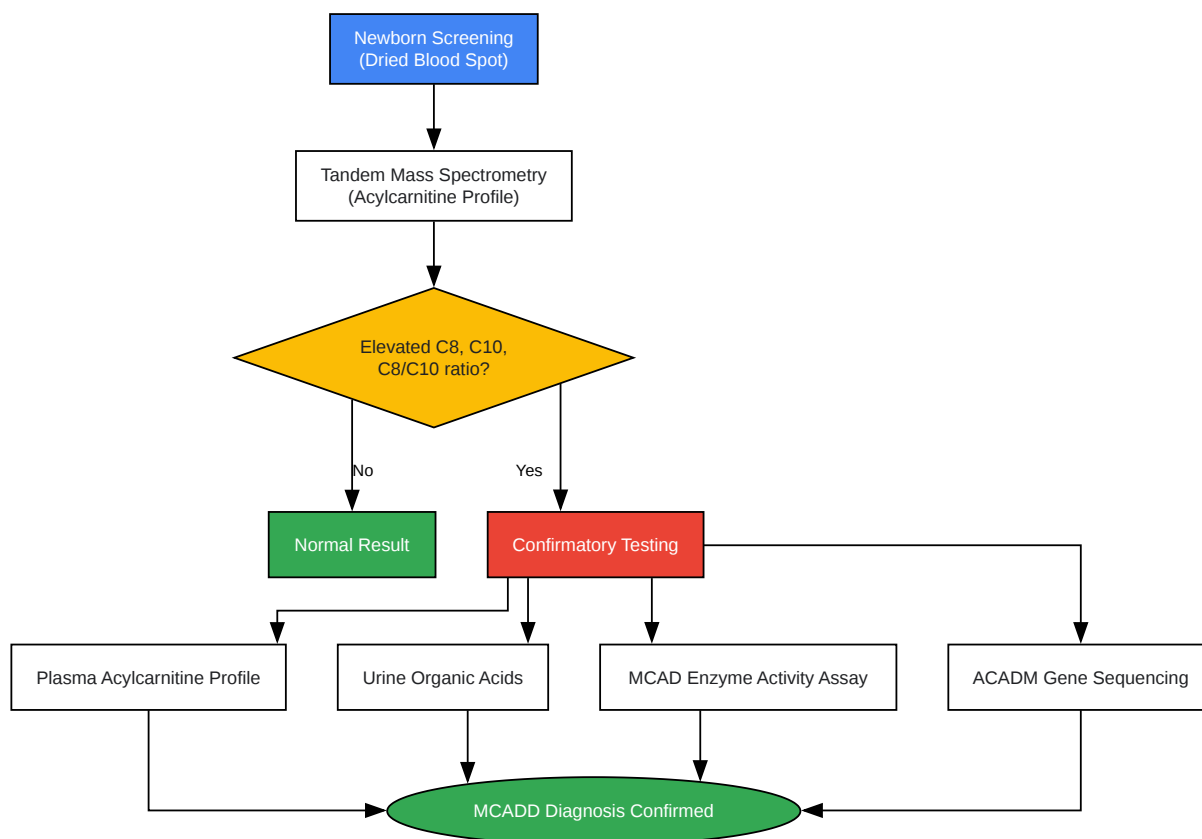 Newborn Screening
(Dried Blood Spot)
Tandem Mass Spectrometry
(Acylcarnitine Profile)
Elevated C8, C10,
C8/C10 ratio?
No
Yes
Normal Result
Confirmatory Testing
Plasma Acylcarnitine Profile
Urine Organic Acids
MCAD Enzyme Activity Assay
ACADM Gene Sequencing
MCADD Diagnosis Confirmed